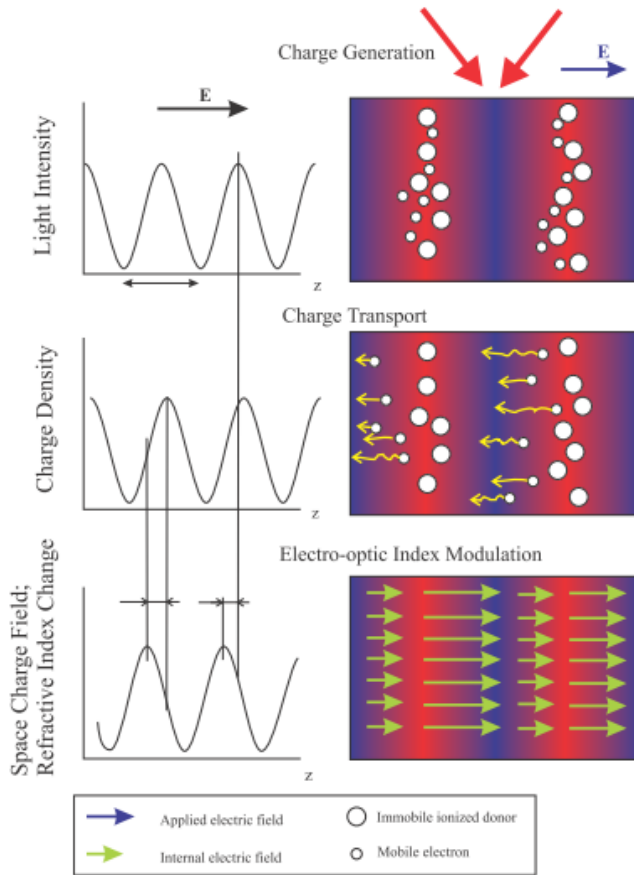 Charge Generation
E
E
Light Intensity
z
Charge Transport
Charge Density
Electro-optic Index Modulation
Space Charge Field;
Refractive Index Change
z
Applied electric field
Immobile ionized donor
Internal electric field
Mobile electron